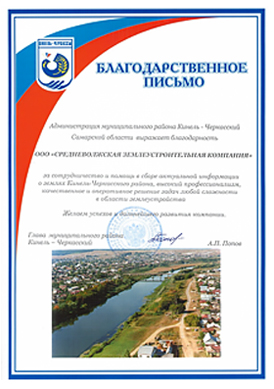 КИНЕЛЬ-ЧЕРКАССЫ
БЛАГОДАРСТВЕННОЕ
ПИСЬМО
Администрация муниципального района Кинель - Черкасский
Самарской области выражает благодарность
ООО «СРЕДНЕВОЛЖСКАЯ ЗЕМЛЕУСТРОИТЕЛЬНАЯ КОМПАНИЯ»
за сотрудничество и помощь в сборе актуальной информации
о землях Кинель-Черкасского района, высокий профессионализм,
качественное и оперативное решение задач любой сложности
в области землеустройства
Желаем успехов и дальнейшего развития компании.
Глава муниципального района
Кинель – Черкасский
А.П. Попов